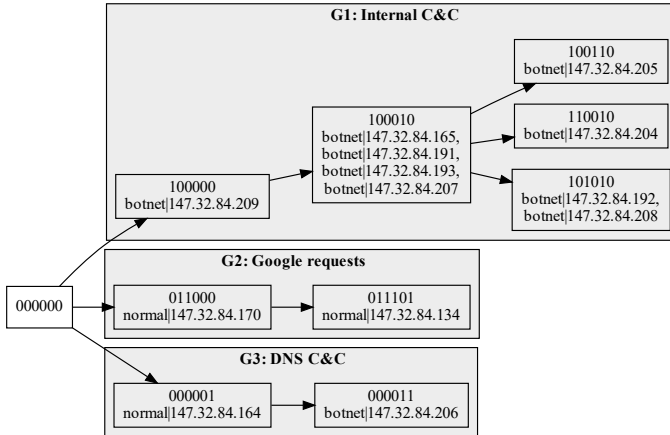 G1: Internal C&C
100110
botnet|147.32.84.205
100010
botnet|147.32.84.165,
botnet|147.32.84.191,
botnet|147.32.84.193,
botnet|147.32.84.207
110010
botnet|147.32.84.204
100000
botnet|147.32.84.209
101010
botnet|147.32.84.192,
botnet|147.32.84.208
000000
G2: Google requests
011000
normal|147.32.84.170
011101
normal|147.32.84.134
G3: DNS C&C
000001
normal|147.32.84.164
000011
botnet|147.32.84.206